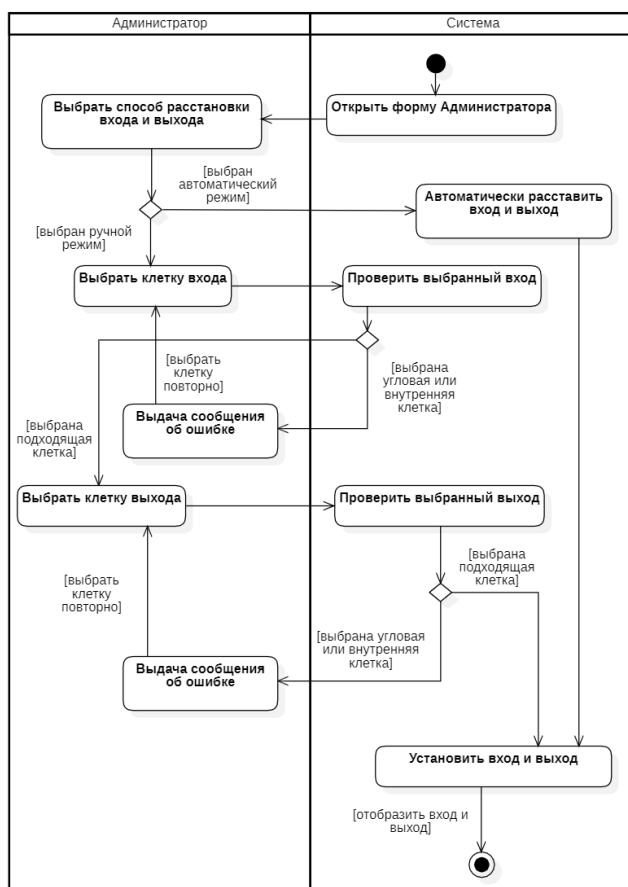 Администратор
Система
Выбрать способ расстановки
входа и выхода
Открыть форму Администратора
[выбран
автоматический
режим]
Автоматически расставить
вход и выход
[выбран ручной
режим]
Выбрать клетку входа
Проверить выбранный вход
[выбрать
клетку
повторно]
[выбрана
угловая или
внутренняя
клетка]
Выдача сообщения
об ошибке
[выбрана
подходящая
клетка]
Выбрать клетку выхода
Проверить выбранный выход
[выбрана
подходящая
клетка]
[выбрать
клетку
повторно]
[выбрана угловая
или внутренняя
клетка]
Выдача сообщения
об ошибке
Установить вход и выход
[отобразить вход и
выход]